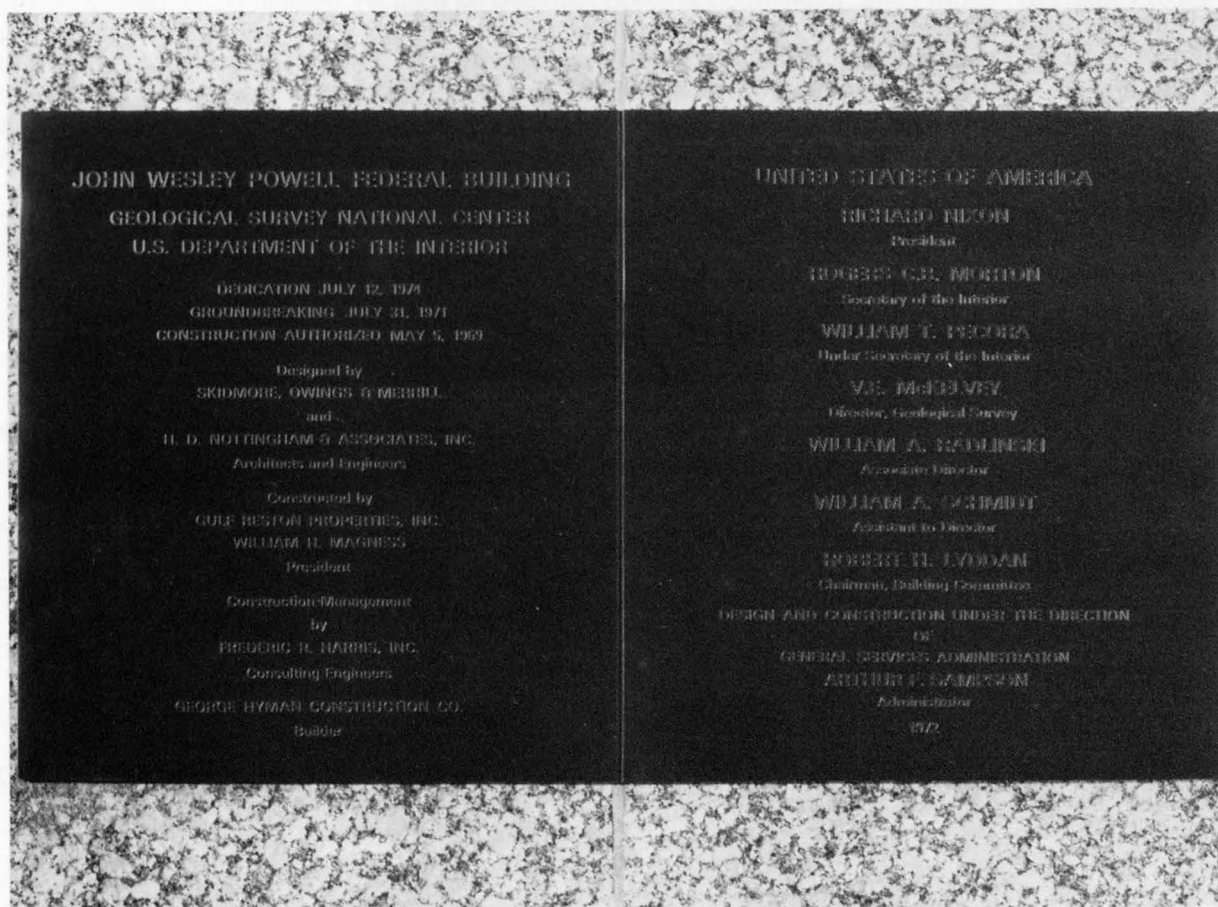 JOHN WESLEY POWELL FEDERAL BUILDING
GEOLOGICAL SURVEY NATIONAL CENTER
U.S. DEPARTMENT OF THE INTERIOR
DEDICATION JULY 12, 1974
GROUNDBREAKING JULY 31, 1971
CONSTRUCTION AUTHORIZED MAY 5, 1969
Designed by
SKIDMORE, OWINGS & MERRILL
and
H. D. NOTTINGHAM & ASSOCIATES, INC.
Architects and Engineers
Constructed by
GULF RESTON PROPERTIES, INC.
WILLIAM H. MAGNESS
President
Construction Management
by
FREDERIC R. HARRIS, INC.
Consulting Engineers
GEORGE HYMAN CONSTRUCTION CO.
Builder
UNITED STATES OF AMERICA
RICHARD NIXON
President
ROGERS C.B. MORTON
Secretary of the Interior
WILLIAM T. PECORA
Under Secretary of the Interior
V.E. McKELVEY
Director, Geological Survey
WILLIAM A. RADLINSKI
Associate Director
WILLIAM A. SCHMIDT
Assistant to Director
ROBERT H. LYDDAN
Chairman, Building Committee
DESIGN AND CONSTRUCTION UNDER THE DIRECTION
OF
GENERAL SERVICES ADMINISTRATION
ARTHUR F. SAMPSON
Administrator
1972